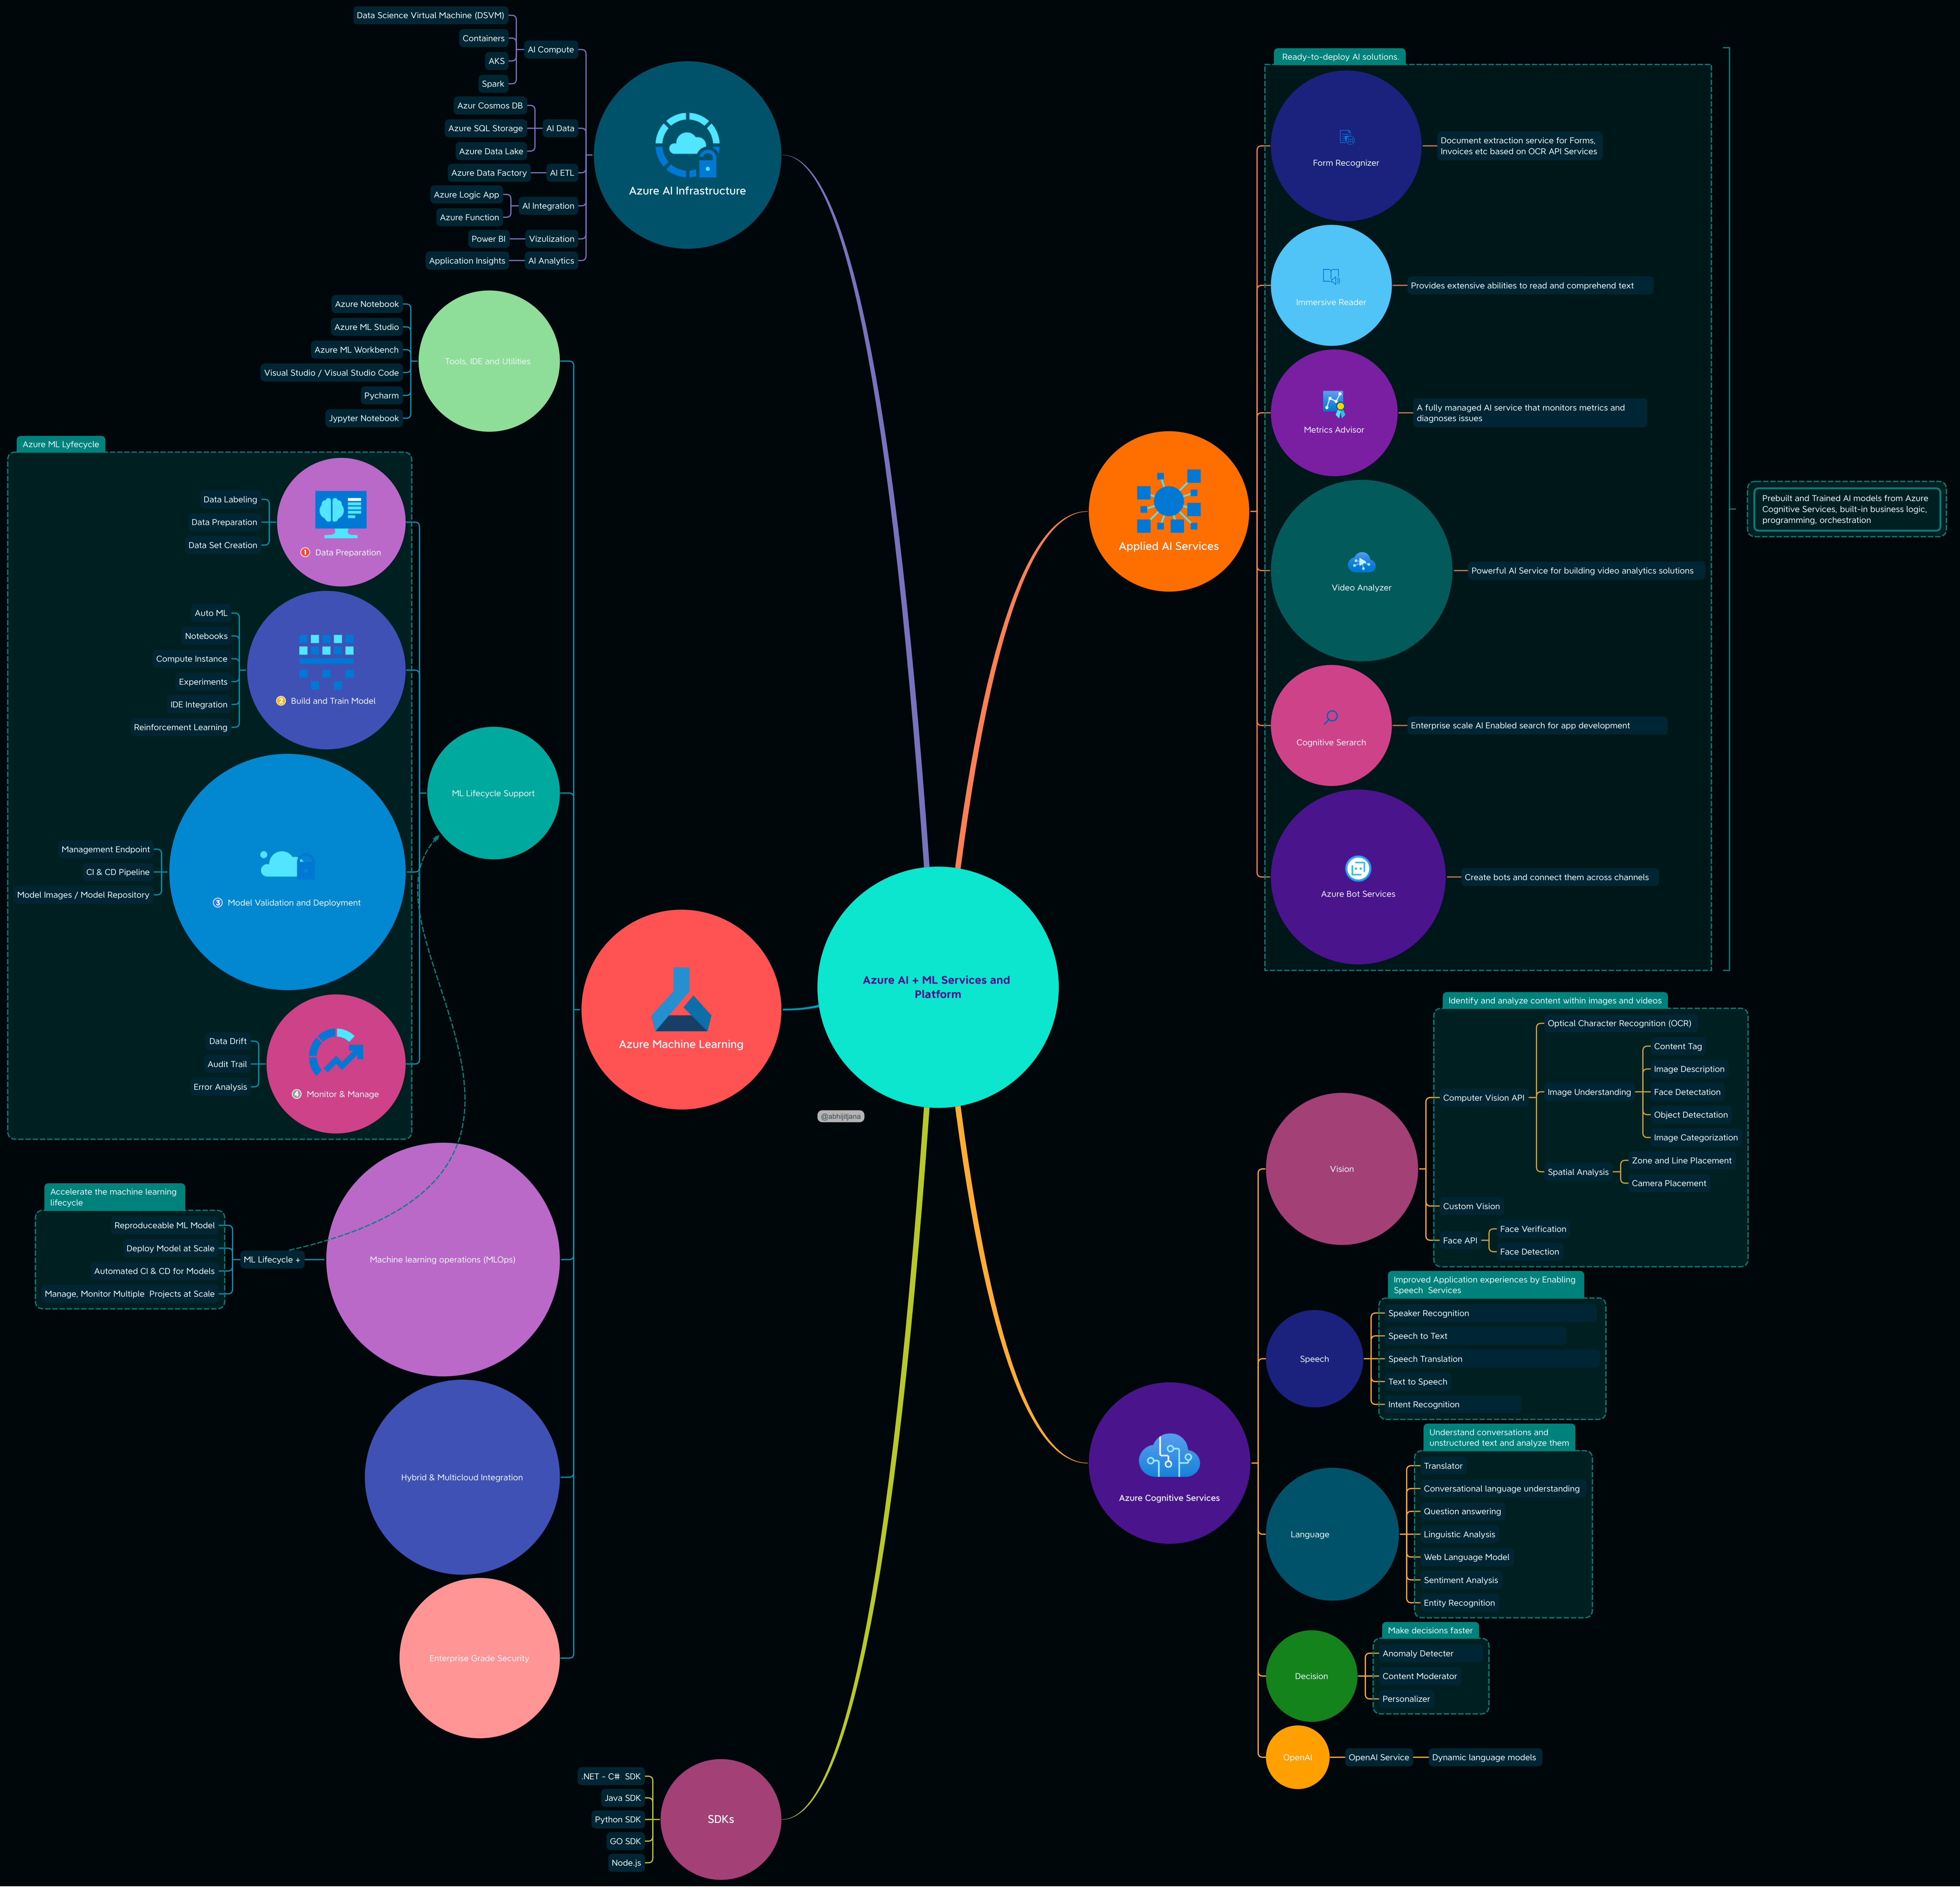 Data Science Virtual Machine (DSVM)
Containers
AKS
Spark
AI Compute
Azur Cosmos DB
Azure SQL Storage
Azure Data Lake
AI Data
Azure Data Factory
AI ETL
Azure Logic App
Azure Function
AI Integration
Power BI
Vizulization
Application Insights
AI Analytics
Azure AI Infrastructure
Azure Notebook
Azure ML Studio
Azure ML Workbench
Visual Studio / Visual Studio Code
Pycharm
Jypyter Notebook
Tools, IDE and Utilities
Azure ML Lyfecycle
Data Labeling
Data Preparation
Data Set Creation
1 Data Preparation
Auto ML
Notebooks
Compute Instance
Experiments
IDE Integration
Reinforcement Learning
2 Build and Train Model
Management Endpoint
CI & CD Pipeline
Model Images / Model Repository
3 Model Validation and Deployment
Data Drift
Audit Trail
Error Analysis
4 Monitor & Manage
ML Lifecycle Support
Accelerate the machine learning
lifecycle
Reproduceable ML Model
Deploy Model at Scale
Automated CI & CD for Models
Manage, Monitor Multiple  Projects at Scale
ML Lifecycle +
Machine learning operations (MLOps)
Hybrid & Multicloud Integration
Enterprise Grade Security
Azure Machine Learning
.NET - C#  SDK
Java SDK
Python SDK
GO SDK
Node.js
SDKs
Azure AI + ML Services and
Platform
@abhijitjana
Applied AI Services
Ready-to-deploy AI solutions.
Form Recognizer
Document extraction service for Forms,
Invoices etc based on OCR API Services
Immersive Reader
Provides extensive abilities to read and comprehend text
Metrics Advisor
A fully managed AI service that monitors metrics and
diagnoses issues
Video Analyzer
Powerful AI Service for building video analytics solutions
Cognitive Serarch
Enterprise scale AI Enabled search for app development
Azure Bot Services
Create bots and connect them across channels
Prebuilt and Trained AI models from Azure
Cognitive Services, built-in business logic,
programming, orchestration
Azure Cognitive Services
Identify and analyze content within images and videos
Vision
Computer Vision API
Optical Character Recognition (OCR)
Image Understanding
Content Tag
Image Description
Face Detectation
Object Detectation
Image Categorization
Spatial Analysis
Zone and Line Placement
Camera Placement
Custom Vision
Face API
Face Verification
Face Detection
Improved Application experiences by Enabling
Speech  Services
Speech
Speaker Recognition
Speech to Text
Speech Translation
Text to Speech
Intent Recognition
Understand conversations and
unstructured text and analyze them
Language
Translator
Conversational language understanding
Question answering
Linguistic Analysis
Web Language Model
Sentiment Analysis
Entity Recognition
Make decisions faster
Decision
Anomaly Detecter
Content Moderator
Personalizer
OpenAI
OpenAI Service
Dynamic language models